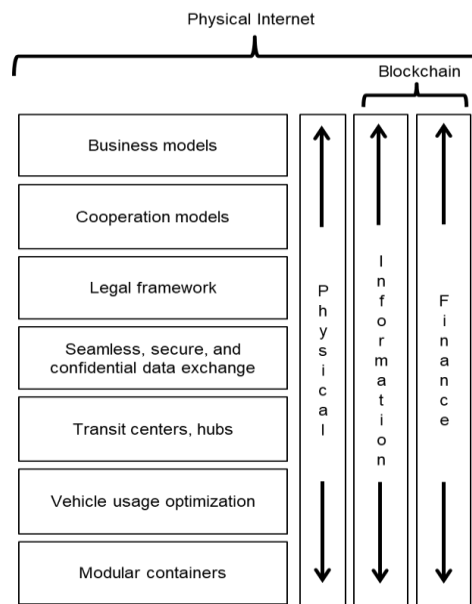 Physical Internet
Blockchain
Business models
Cooperation models
Legal framework
Seamless, secure, and
confidential data exchange
Transit centers, hubs
Vehicle usage optimization
Modular containers
Physical
Information
Finance